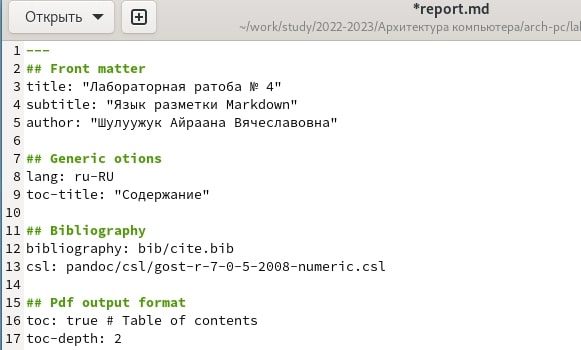 Открыть
*report.md
~/work/study/2022-2023/Архитектура компьютера/arch-pc/lab
1 ---
2 ## Front matter
3 title: "Лабораторная ратоба № 4"
4 subtitle: "Язык разметки Markdown"
5 author: "Шулуужук Айраана Вячеславовна"
6
7 ## Generic otions
8 lang: ru-RU
9 toc-title: "Содержание"
10
11 ## Bibliography
12 bibliography: bib/cite.bib
13 csl: pandoc/csl/gost-r-7-0-5-2008-numeric.csl
14
15 ## Pdf output format
16 toc: true # Table of contents
17 toc-depth: 2